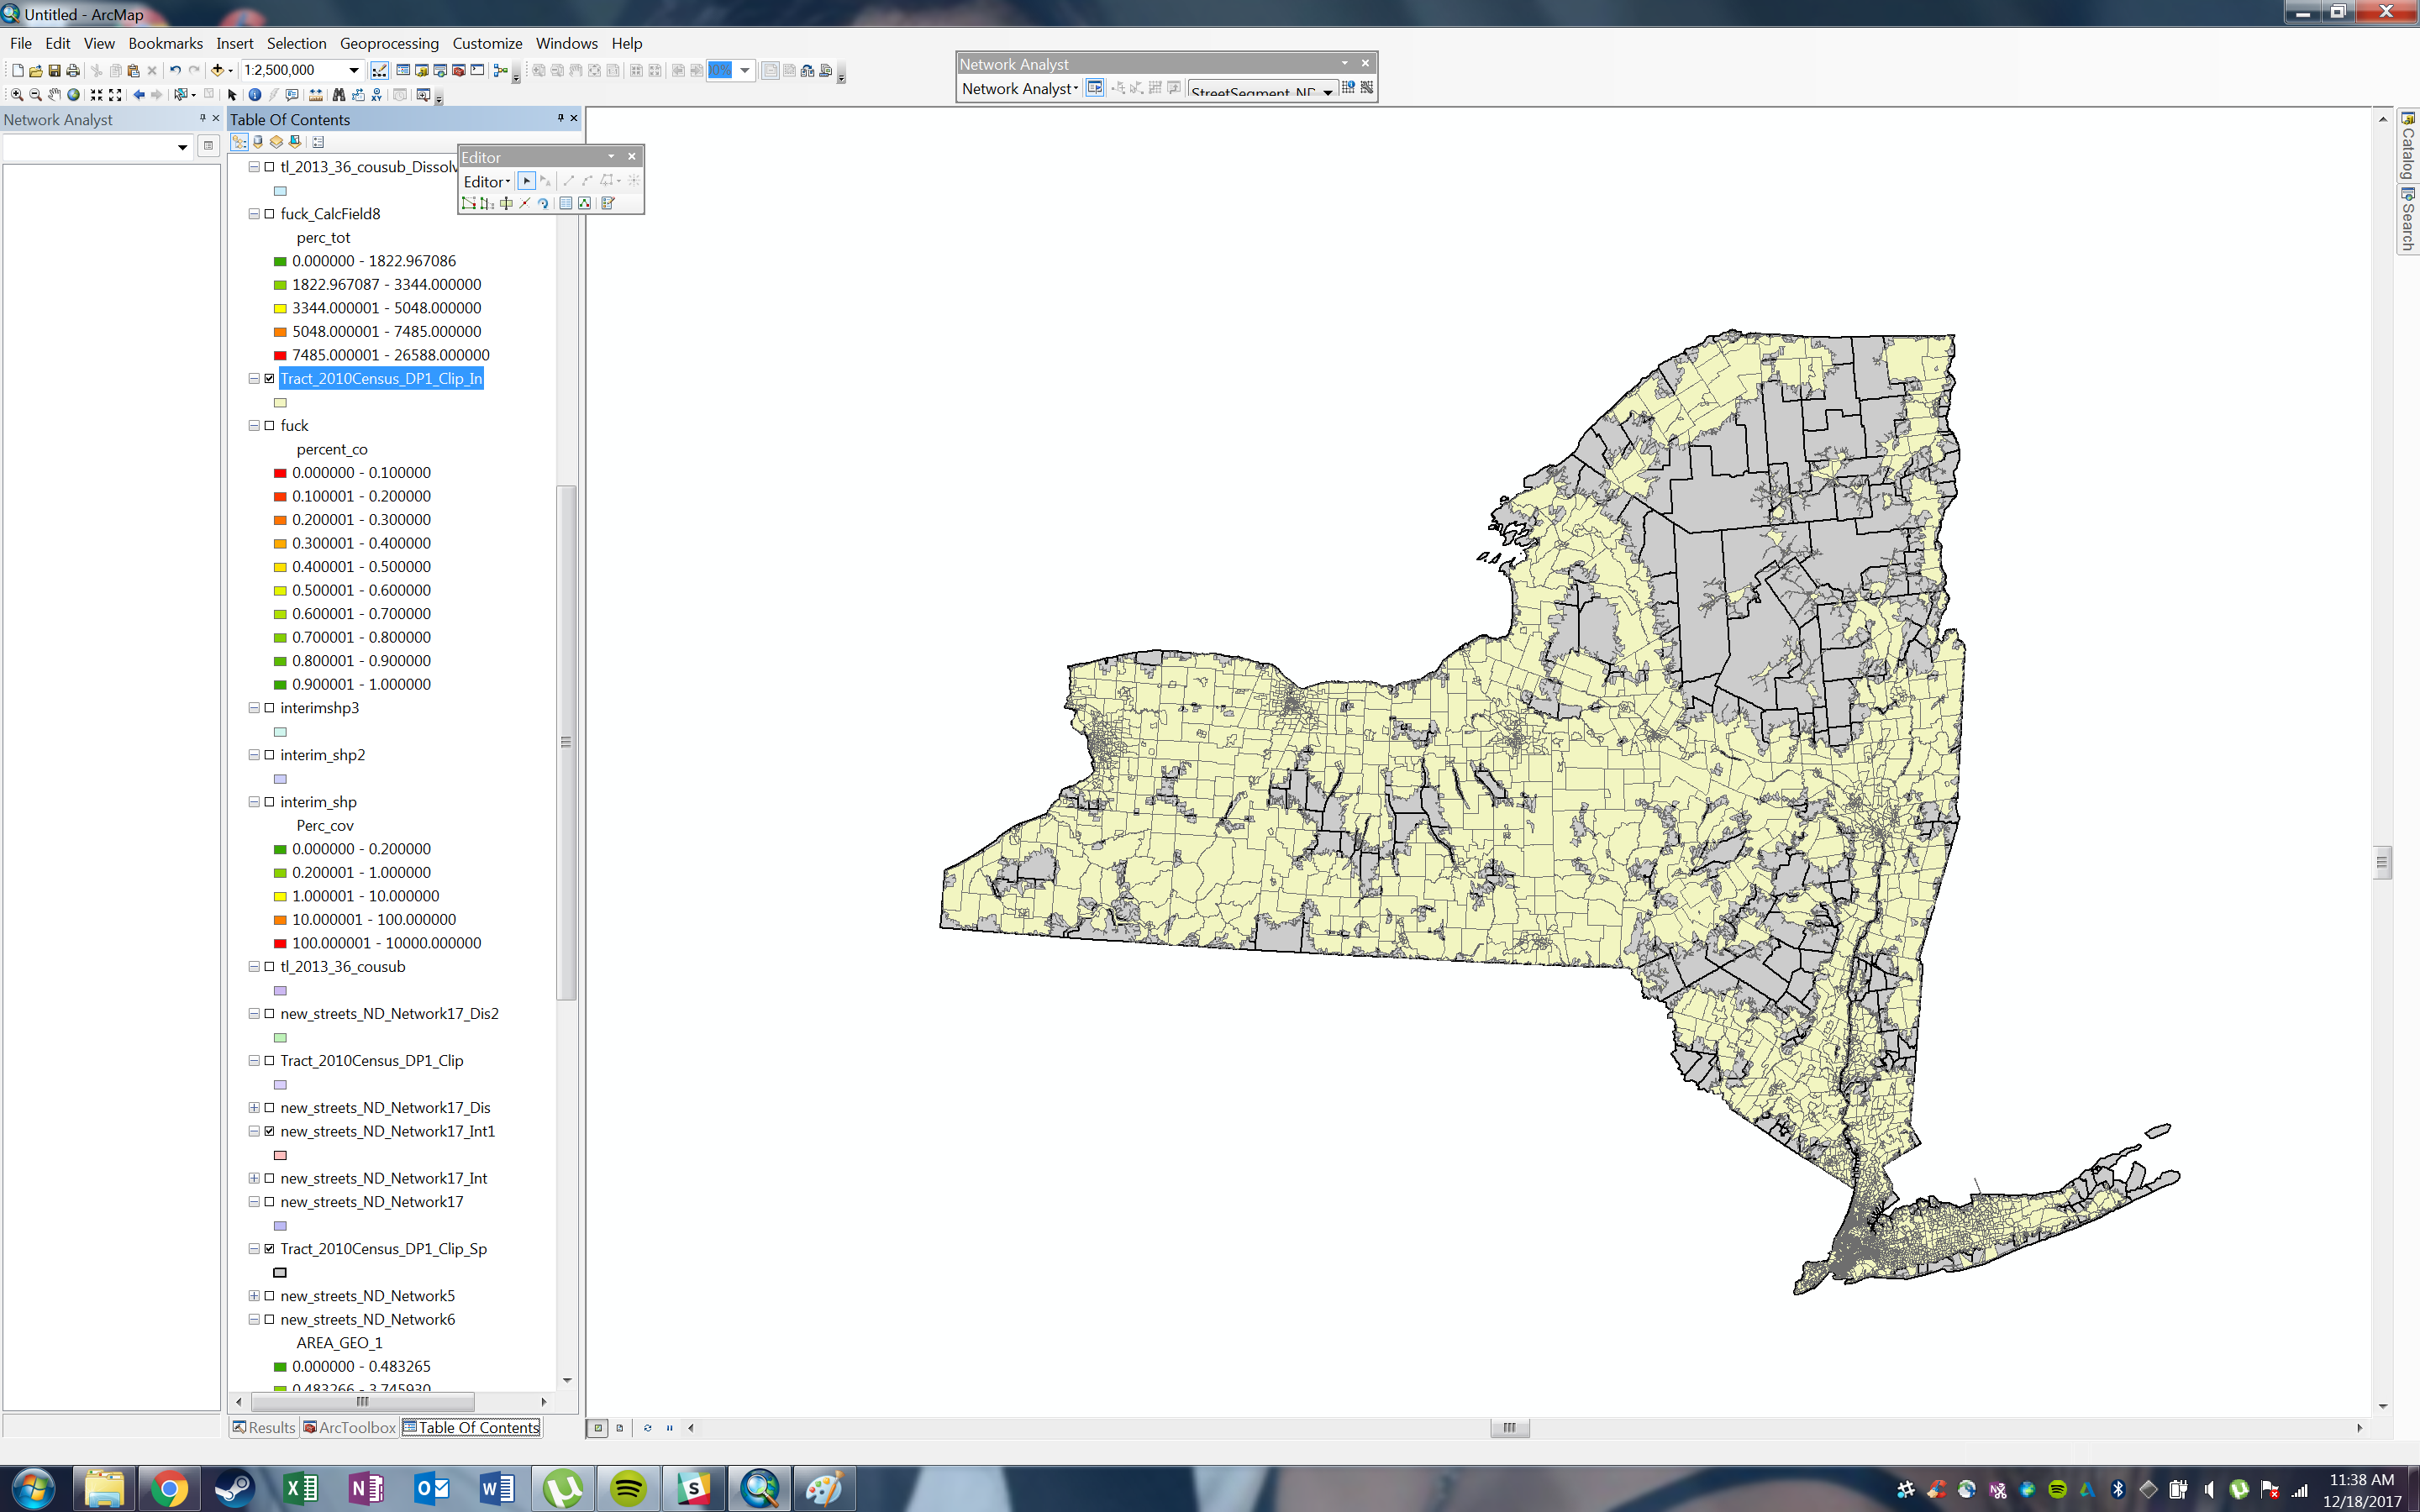 Untitled - ArcMap
File Edit View Bookmarks Insert Selection Geoprocessing Customize Windows Help
1:2,500,000
Network Analyst
Network Analyst
StreetSegment_ND
Network Analyst
Table Of Contents
Editor
Editor
tl_2013_36_cousub_Dissolv
fuck_CalcField8
perc_tot
0.000000 - 1822.967086
1822.967087 - 3344.000000
3344.000001 - 5048.000000
5048.000001 - 7485.000000
7485.000001 - 26588.000000
Tract_2010Census_DP1_Clip_In
fuck
percent_co
0.000000 - 0.100000
0.100001 - 0.200000
0.200001 - 0.300000
0.300001 - 0.400000
0.400001 - 0.500000
0.500001 - 0.600000
0.600001 - 0.700000
0.700001 - 0.800000
0.800001 - 0.900000
0.900001 - 1.000000
interimshp3
interim_shp2
interim_shp
Perc_cov
0.000000 - 0.200000
0.200001 - 1.000000
1.000001 - 10.000000
10.000001 - 100.000000
100.000001 - 10000.000000
tl_2013_36_cousub
new_streets_ND_Network17_Dis2
Tract_2010Census_DP1_Clip
new_streets_ND_Network17_Dis
new_streets_ND_Network17_Int1
new_streets_ND_Network17_Int
new_streets_ND_Network17
Tract_2010Census_DP1_Clip_Sp
new_streets_ND_Network5
new_streets_ND_Network6
AREA_GEO_1
0.000000 - 0.483265
0.483266 - 3.745930
Results ArcToolbox Table Of Contents
Catalog
Search
11:38 AM
12/18/2017